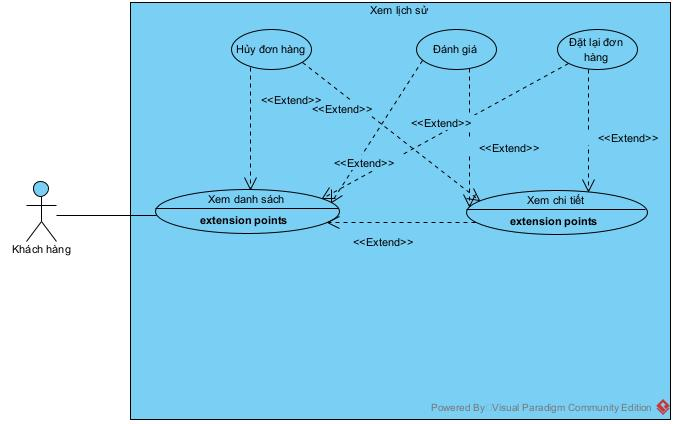 Xem lịch sử
Hủy đơn hàng
Đánh giá
Đặt lại đơn
hàng
<<Extend>>
<<Extend>>
<<Extend>>
<<Extend>>
<<Extend>>
<<Extend>>
Xem danh sách
extension points
Xem chi tiết
extension points
<<Extend>>
Khách hàng
Powered By Visual Paradigm Community Edition